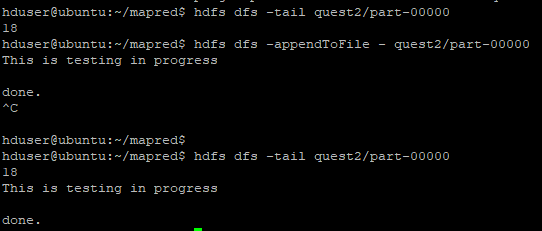 hduser@ubuntu:~/mapred$ hdfs dfs -tail quest2/part-00000
18
hduser@ubuntu:~/mapred$ hdfs dfs -appendToFile - quest2/part-00000
This is testing in progress

done.
^C

hduser@ubuntu:~/mapred$
hduser@ubuntu:~/mapred$ hdfs dfs -tail quest2/part-00000
18
This is testing in progress

done.